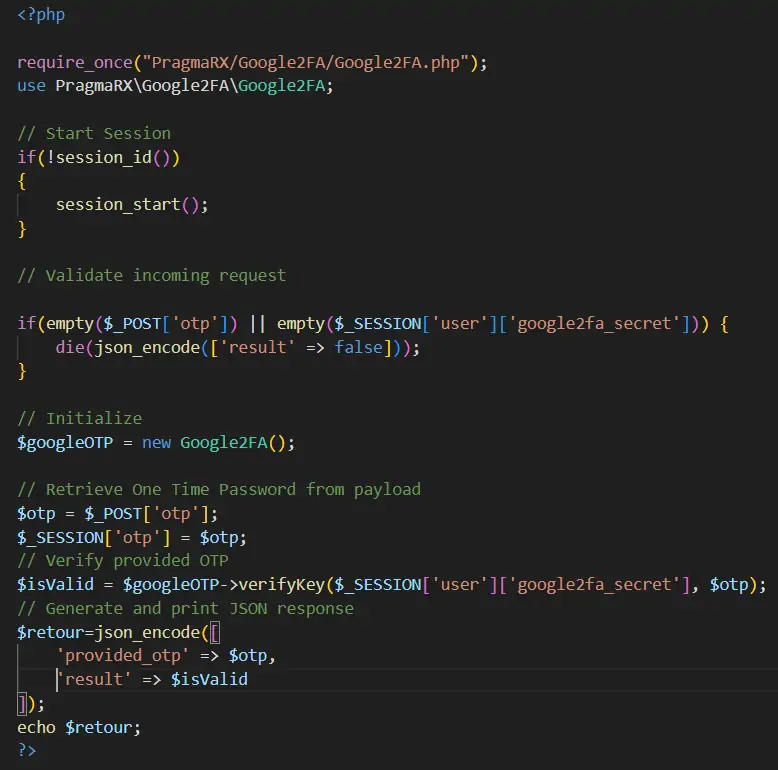 <?php
require_once("PragmaRX/Google2FA/Google2FA.php");
use PragmaRX\Google2FA\Google2FA;
// Start Session
if(!session_id())
{
    session_start();
}
// Validate incoming request
if(empty($_POST['otp']) || empty($_SESSION['user']['google2fa_secret'])) {
    die(json_encode(['result' => false]));
}
// Initialize
$googleOTP = new Google2FA();
// Retrieve One Time Password from payload
$otp = $_POST['otp'];
$_SESSION['otp'] = $otp;
// Verify provided OTP
$isValid = $googleOTP->verifyKey($_SESSION['user']['google2fa_secret'], $otp);
// Generate and print JSON response
$retour=json_encode([
    'provided_otp' => $otp,
    'result' => $isValid
]);
echo $retour;
?>